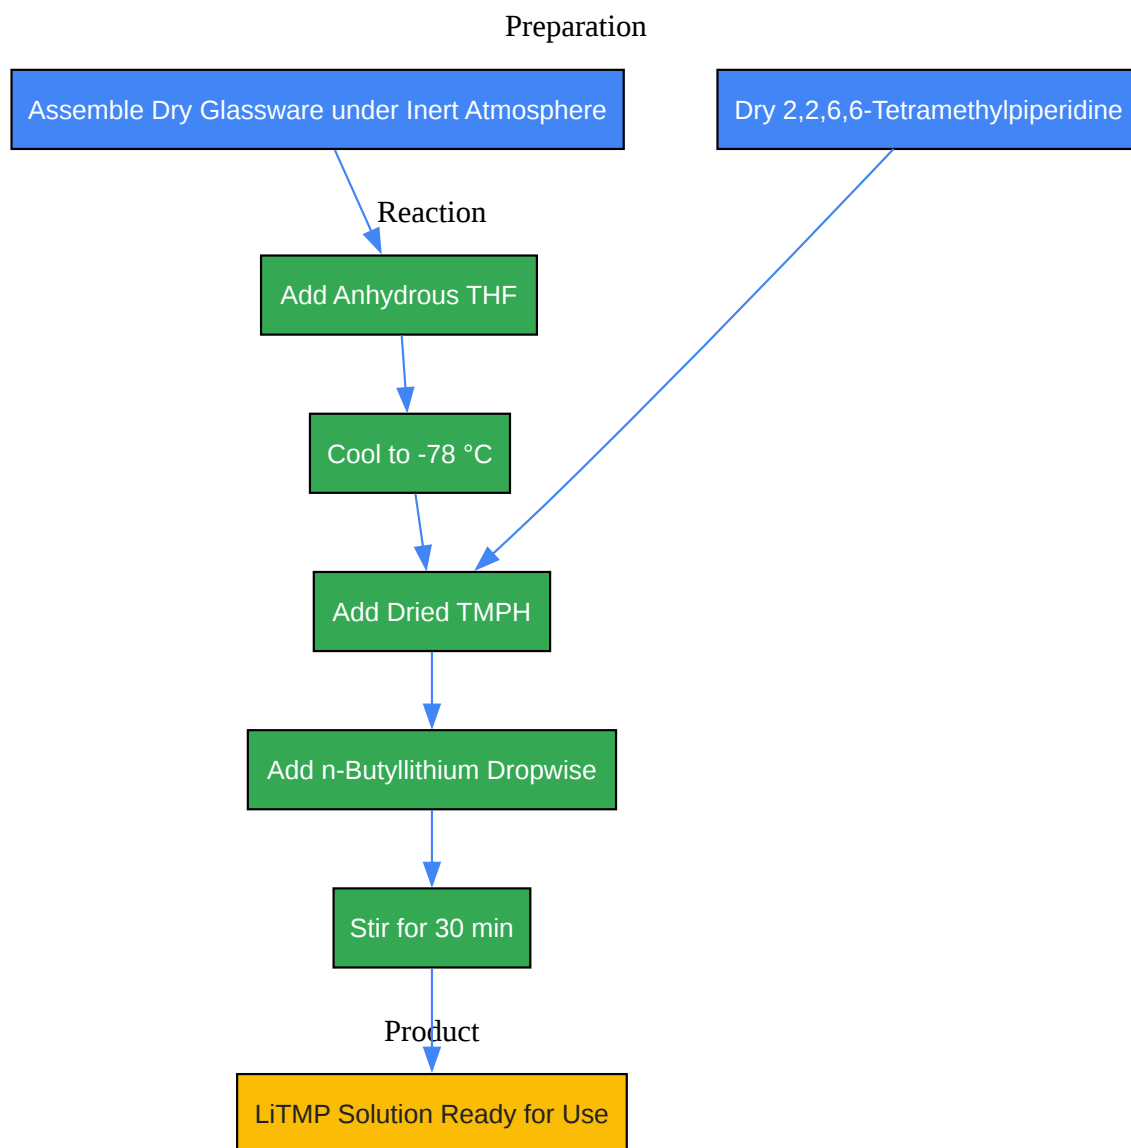 Preparation
Assemble Dry Glassware under Inert Atmosphere
Dry 2,2,6,6-Tetramethylpiperidine
Reaction
Add Anhydrous THF
Cool to -78 °C
Add Dried TMPH
Add n-Butyllithium Dropwise
Stir for 30 min
Product
LiTMP Solution Ready for Use